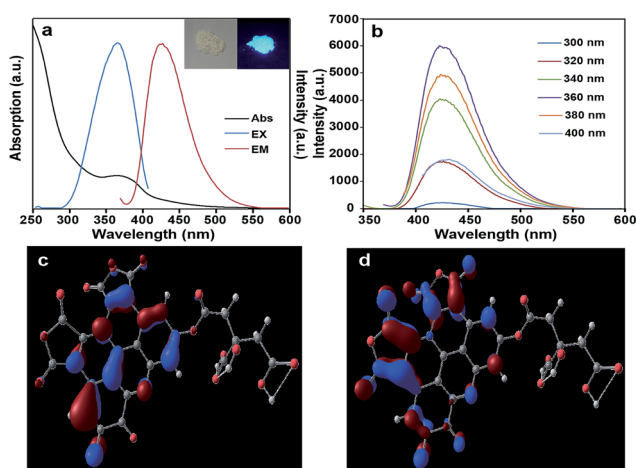 a
Absorption (a.u.)
Intensity (a.u.)
Abs
EX
EM
250 300 350 400 450 500 550 600
Wavelength (nm)
b
Intensity (a.u.)
7000
6000
5000
4000
3000
2000
1000
0
300 nm
320 nm
340 nm
360 nm
380 nm
400 nm
350 400 450 500 550 600
Wavelength (nm)
c
d